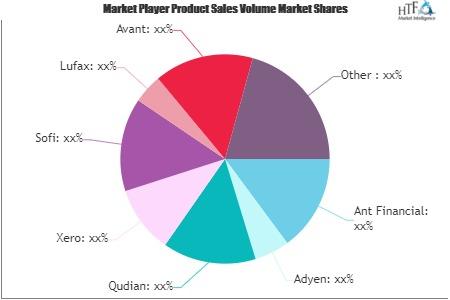 Market Player Product Sales Volume Market Shares
HTF
Market Intelligence
Avant: xx%
Lufax: xx%
Other : xx%
Sofi: xx%
Ant Financial:
xx%
Xero: xx%
Adyen: xx%
Qudian: xx%